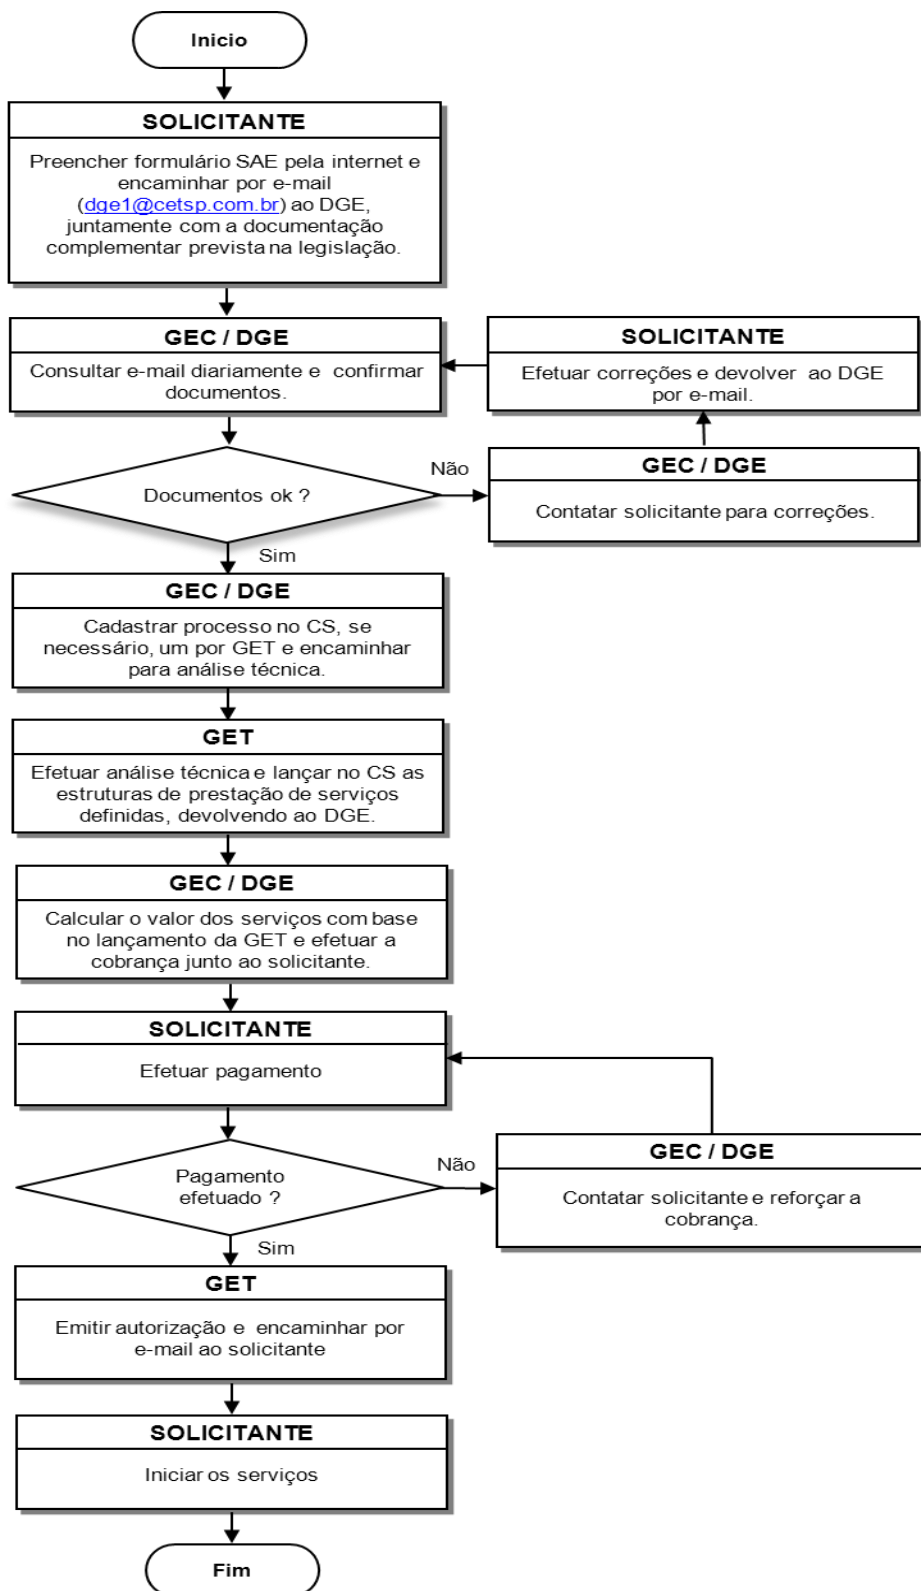 Inicio
SOLICITANTE
Preencher formulário SAE pela internet e
encaminhar por e-mail
(dge1@cetsp.com.br) ao DGE,
juntamente com a documentação
complementar prevista na legislação.
GEC / DGE
Consultar e-mail diariamente e confirmar
documentos.
SOLICITANTE
Efetuar correções e devolver ao DGE
por e-mail.
Documentos ok ?
Não
GEC / DGE
Contatar solicitante para correções.
Sim
GEC / DGE
Cadastrar processo no CS, se
necessário, um por GET e encaminhar
para análise técnica.
GET
Efetuar análise técnica e lançar no CS as
estruturas de prestação de serviços
definidas, devolvendo ao DGE.
GEC / DGE
Calcular o valor dos serviços com base
no lançamento da GET e efetuar a
cobrança junto ao solicitante.
SOLICITANTE
Efetuar pagamento
Pagamento
efetuado ?
Não
GEC / DGE
Contatar solicitante e reforçar a
cobrança.
Sim
GET
Emitir autorização e encaminhar por
e-mail ao solicitante
SOLICITANTE
Iniciar os serviços
Fim